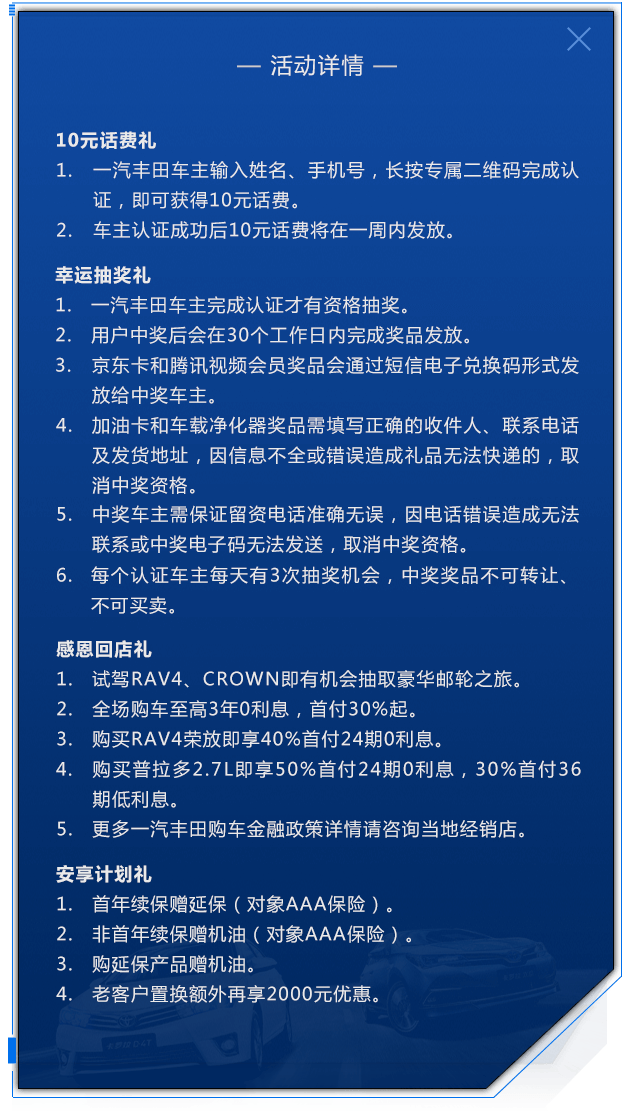 — 活动详情 —
10元话费礼
1. 一汽丰田车主输入姓名、手机号，长按专属二维码完成认
证，即可获得10元话费。
2. 车主认证成功后10元话费将在一周内发放。
幸运抽奖礼
1. 一汽丰田车主完成认证才有资格抽奖。
2. 用户中奖后会在30个工作日内完成奖品发放。
3. 京东卡和腾讯视频会员奖品会通过短信电子兑换码形式发
放给中奖车主。
4. 加油卡和车载净化器奖品需填写正确的收件人、联系电话
及发货地址，因信息不全或错误造成礼品无法快递的，取
消中奖资格。
5. 中奖车主需保证留资电话准确无误，因电话错误造成无法
联系或中奖电子码无法发送，取消中奖资格。
6. 每个认证车主每天有3次抽奖机会，中奖奖品不可转让、
不可买卖。
感恩回店礼
1. 试驾RAV4、CROWN即有机会抽取豪华邮轮之旅。
2. 全场购车至高3年0利息，首付30%起。
3. 购买RAV4荣放即享40%首付24期0利息。
4. 购买普拉多2.7L即享50%首付24期0利息，30%首付36
期低利息。
5. 更多一汽丰田购车金融政策详情请咨询当地经销店。
安享计划礼
1. 首年续保赠延保（对象AAA保险）。
2. 非首年续保赠机油（对象AAA保险）。
3. 购延保产品赠机油。
4. 老客户置换额外再享2000元优惠。